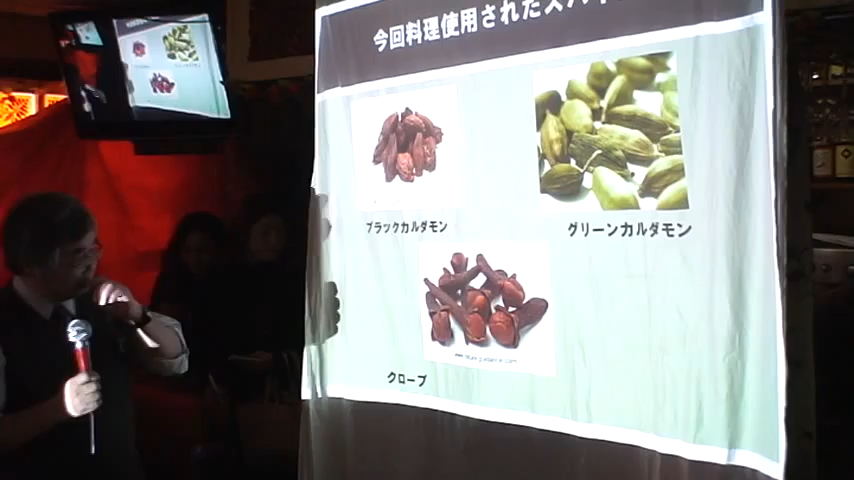 今回料理使用されたスパイス
ブラックカルダモン
グリーンカルダモン
クローブ